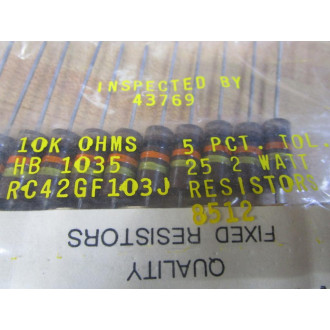 INSPECTED BY
43769
10K OHMS 5 PCT. TOL.
HB 1035 25 2 WATT
RC42GF103J RESISTORS
8512
FIXED RESISTORS
QUALITY